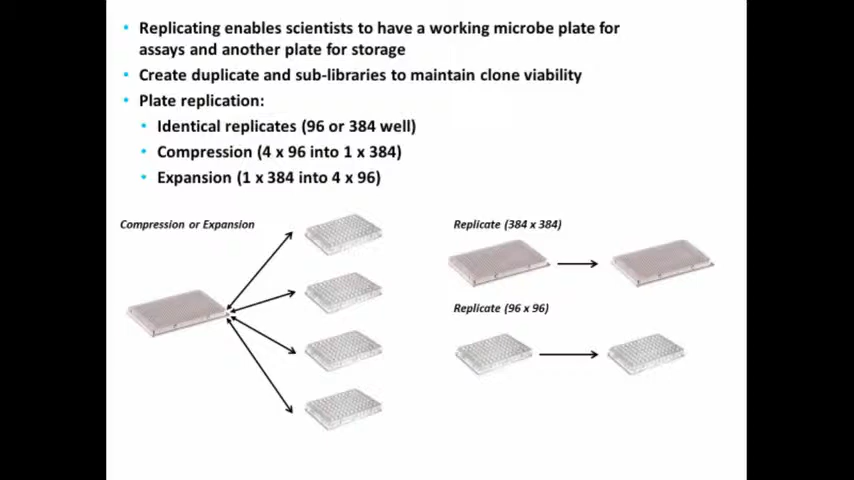 • Replicating enables scientists to have a working microbe plate for
assays and another plate for storage
• Create duplicate and sub-libraries to maintain clone viability
• Plate replication:
• Identical replicates (96 or 384 well)
• Compression (4 x 96 into 1 x 384)
• Expansion (1 x 384 into 4 x 96)
Compression or Expansion
Replicate (384 x 384)
Replicate (96 x 96)